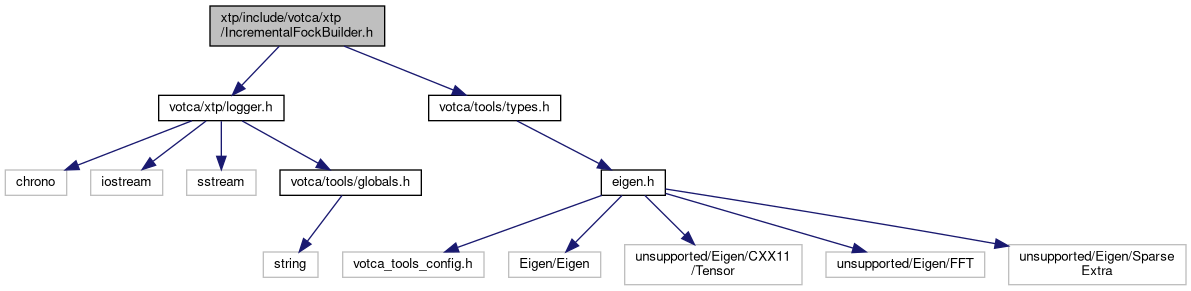 xtp/include/votca/xtp
/IncrementalFockBuilder.h
votca/xtp/logger.h
votca/tools/types.h
chrono
iostream
sstream
votca/tools/globals.h
eigen.h
string
votca_tools_config.h
Eigen/Eigen
unsupported/Eigen/CXX11
/Tensor
unsupported/Eigen/FFT
unsupported/Eigen/Sparse
Extra